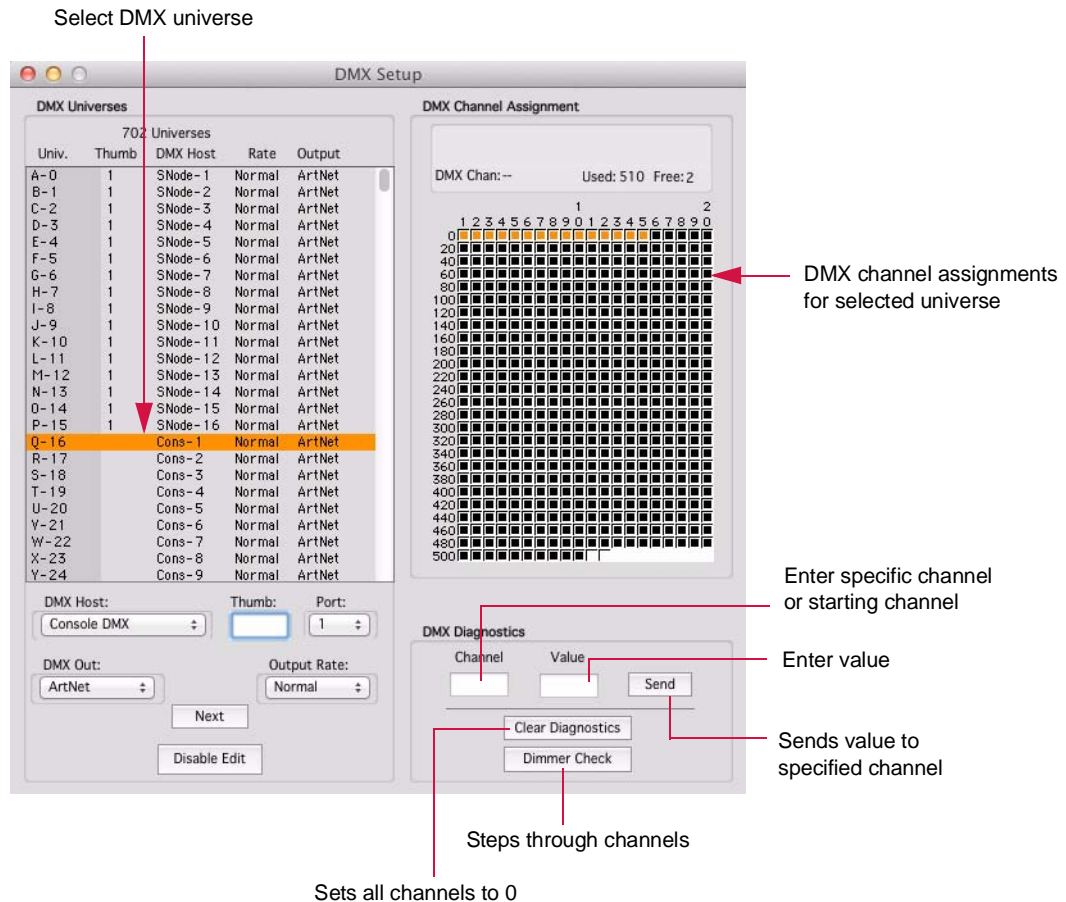 Select DMX universe
DMX Setup
DMX Universes
702 Universes
Univ. Thumb DMX Host Rate Output
A-0 1 SNode-1 Normal ArtNet
B-1 1 SNode-2 Normal ArtNet
C-2 1 SNode-3 Normal ArtNet
D-3 1 SNode-4 Normal ArtNet
E-4 1 SNode-5 Normal ArtNet
F-5 1 SNode-6 Normal ArtNet
G-6 1 SNode-7 Normal ArtNet
H-7 1 SNode-8 Normal ArtNet
I-8 1 SNode-9 Normal ArtNet
J-9 1 SNode-10 Normal ArtNet
K-10 1 SNode-11 Normal ArtNet
L-11 1 SNode-12 Normal ArtNet
M-12 1 SNode-13 Normal ArtNet
N-13 1 SNode-14 Normal ArtNet
O-14 1 SNode-15 Normal ArtNet
P-15 1 SNode-16 Normal ArtNet
Q-16 Cons-1 Normal ArtNet
R-17 Cons-2 Normal ArtNet
S-18 Cons-3 Normal ArtNet
T-19 Cons-4 Normal ArtNet
U-20 Cons-5 Normal ArtNet
V-21 Cons-6 Normal ArtNet
W-22 Cons-7 Normal ArtNet
X-23 Cons-8 Normal ArtNet
Y-24 Cons-9 Normal ArtNet
DMX Host: Thumb: Port:
Console DMX 1
DMX Out: Output Rate:
ArtNet Normal
Next
Disable Edit
DMX Channel Assignment
DMX Chan:-- Used: 510 Free: 2
1 2
1 2 3 4 5 6 7 8 9 0 1 2 3 4 5 6 7 8 9 0
0
20
40
60
80
100
120
140
160
180
200
220
240
260
280
300
320
340
360
380
400
420
440
460
480
500
DMX channel assignments
for selected universe
DMX Diagnostics
Channel Value
Send
Clear Diagnostics
Dimmer Check
Enter specific channel
or starting channel
Enter value
Sends value to
specified channel
Steps through channels
Sets all channels to 0